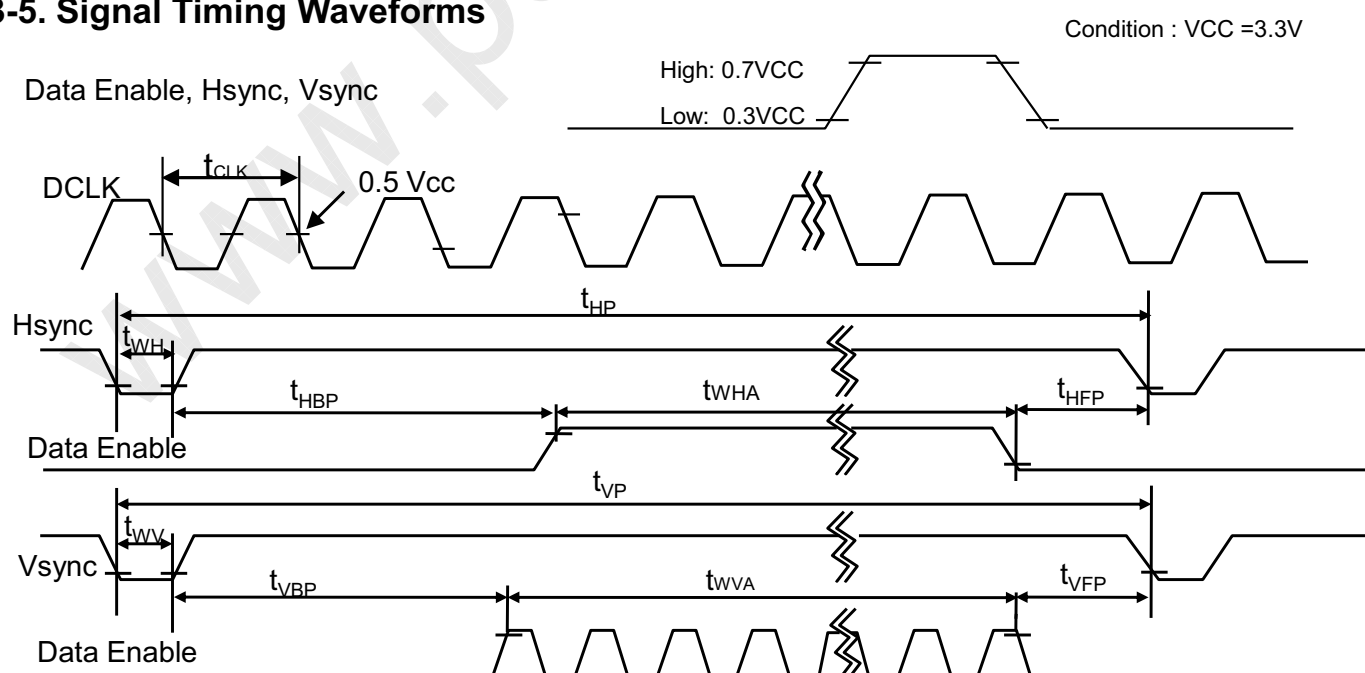 3-5. Signal Timing Waveforms
Condition : VCC =3.3V
High: 0.7VCC
Data Enable, Hsync, Vsync
Low: 0.3VCC
tCLK
DCLK
0.5 Vcc
tHP
Hsync
tWH
tHBP
tWHA
tHFP
Data Enable
tVP
tWV
Vsync
tVBP
tWVA
tVFP
Data Enable
www.p